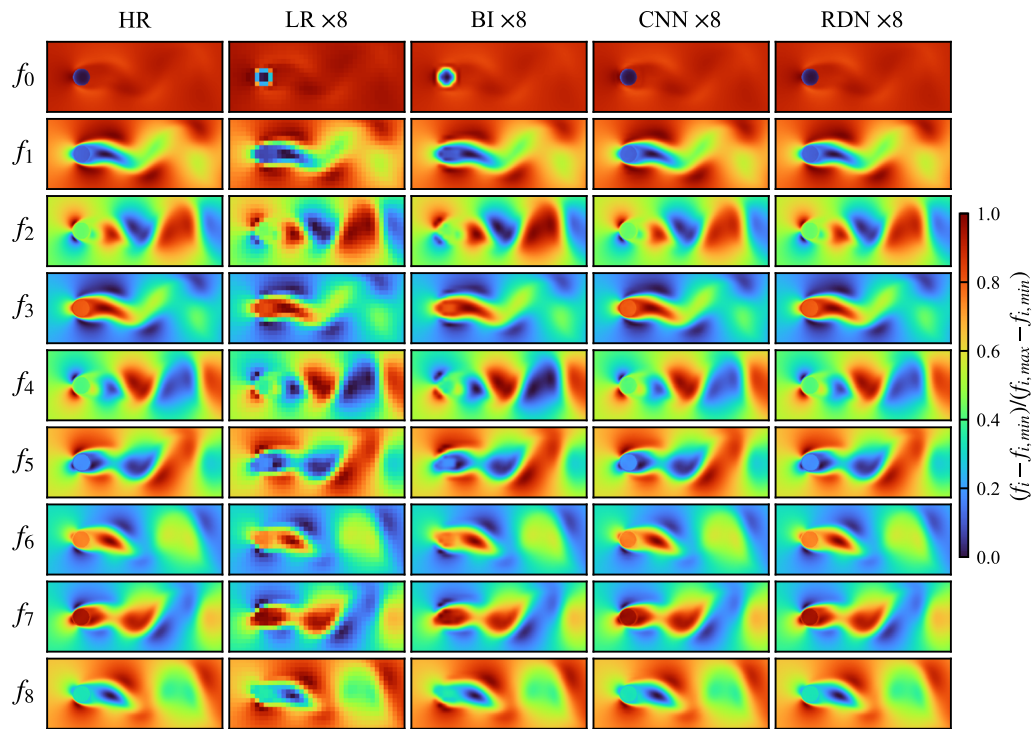 HR LR ×8 BI ×8 CNN ×8 RDN ×8
f0
f1
f2
f3
f4
f5
f6
f7
f8
1.0
0.8
0.6
0.4
0.2
0.0
(fi − fi,min)/(fi,max − fi,min)